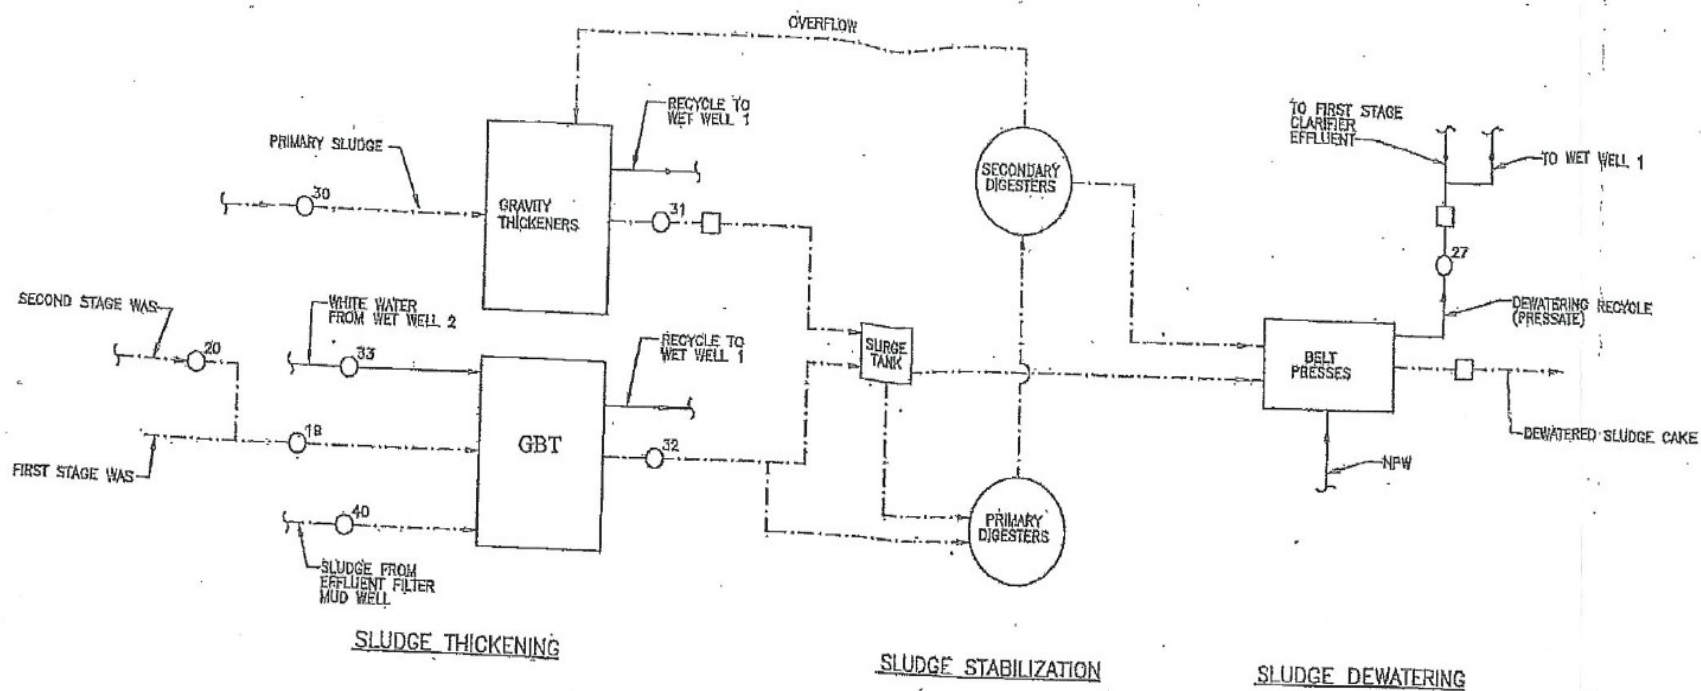 OVERFLOW
RECYCLE TO
WET WELL 1
PRIMARY SLUDGE
30
GRAVITY
THICKENERS
31
SECONDARY
DIGESTERS
TO FIRST STAGE
CLARIFIER
EFFLUENT
TO WET WELL 1
27
DEWATERING RECYCLE
(PRESSATE)
SECOND STAGE WAS
20
WHITE WATER
FROM WET WELL 2
33
RECYCLE TO
WET WELL 1
SURGE
TANK
BELT
PRESSES
DEWATERED SLUDGE CAKE
NPW
FIRST STAGE WAS
GBT
32
40
SLUDGE FROM
EFFLUENT FILTER
MUD WELL
PRIMARY
DIGESTERS
SLUDGE THICKENING
SLUDGE STABILIZATION
SLUDGE DEWATERING